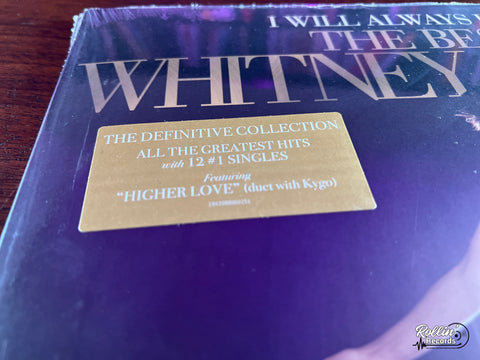 I WILL ALWAYS
THE BES
WHITNEY
THE DEFINITIVE COLLECTION
ALL THE GREATEST HITS
with 12 #1 SINGLES
Featuring
“HIGHER LOVE” (duet with Kygo)
Rollin'
Records